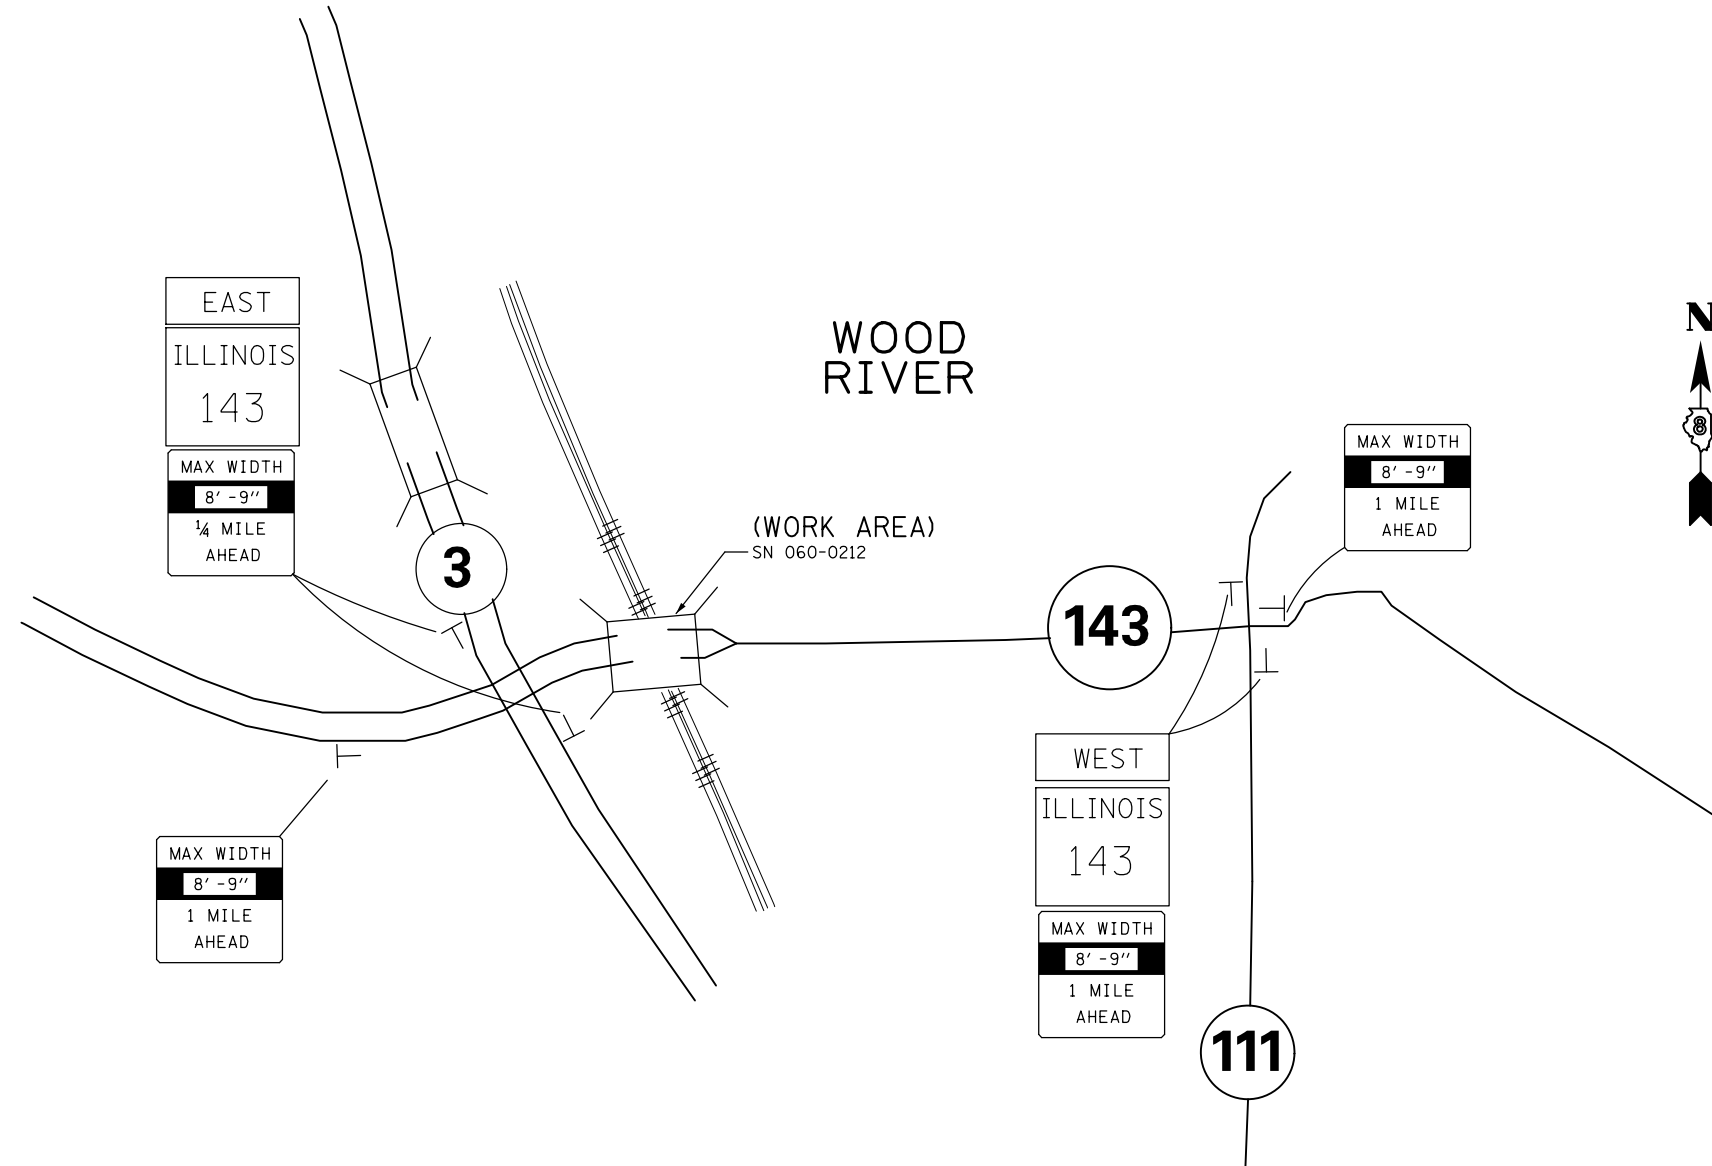 EAST
ILLINOIS
143
MAX WIDTH
8' -9"
1/4 MILE
AHEAD
3
WOOD
RIVER
(WORK AREA)
SN 060-0212
143
MAX WIDTH
8' -9"
1 MILE
AHEAD
N
8
MAX WIDTH
8' -9"
1 MILE
AHEAD
WEST
ILLINOIS
143
MAX WIDTH
8' -9"
1 MILE
AHEAD
111